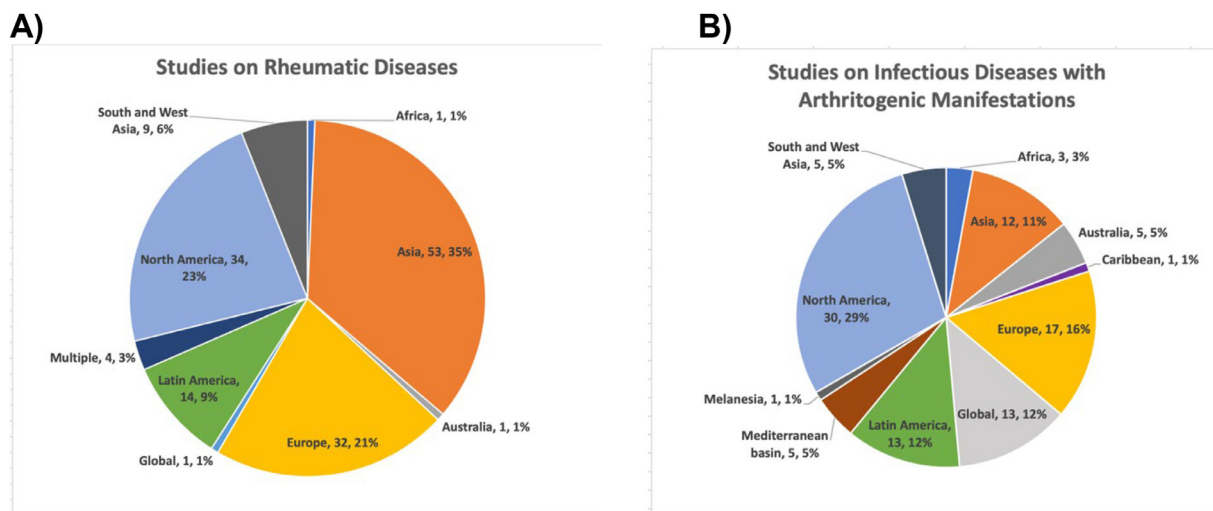 A)
Studies on Rheumatic Diseases
South and West
Asia, 9, 6%
Africa, 1, 1%
Asia, 53, 35%
North America, 34,
23%
Multiple, 4, 3%
Latin America,
14, 9%
Australia, 1, 1%
Europe, 32, 21%
Global, 1, 1%
B)
Studies on Infectious Diseases with
Arthritogenic Manifestations
South and West
Asia, 5, 5%
Africa, 3, 3%
Asia, 12, 11%
Australia, 5, 5%
Caribbean, 1, 1%
North America,
30, 29%
Europe, 17, 16%
Melanesia, 1, 1%
Global, 13, 12%
Latin America,
13, 12%
Mediterranean
basin, 5, 5%